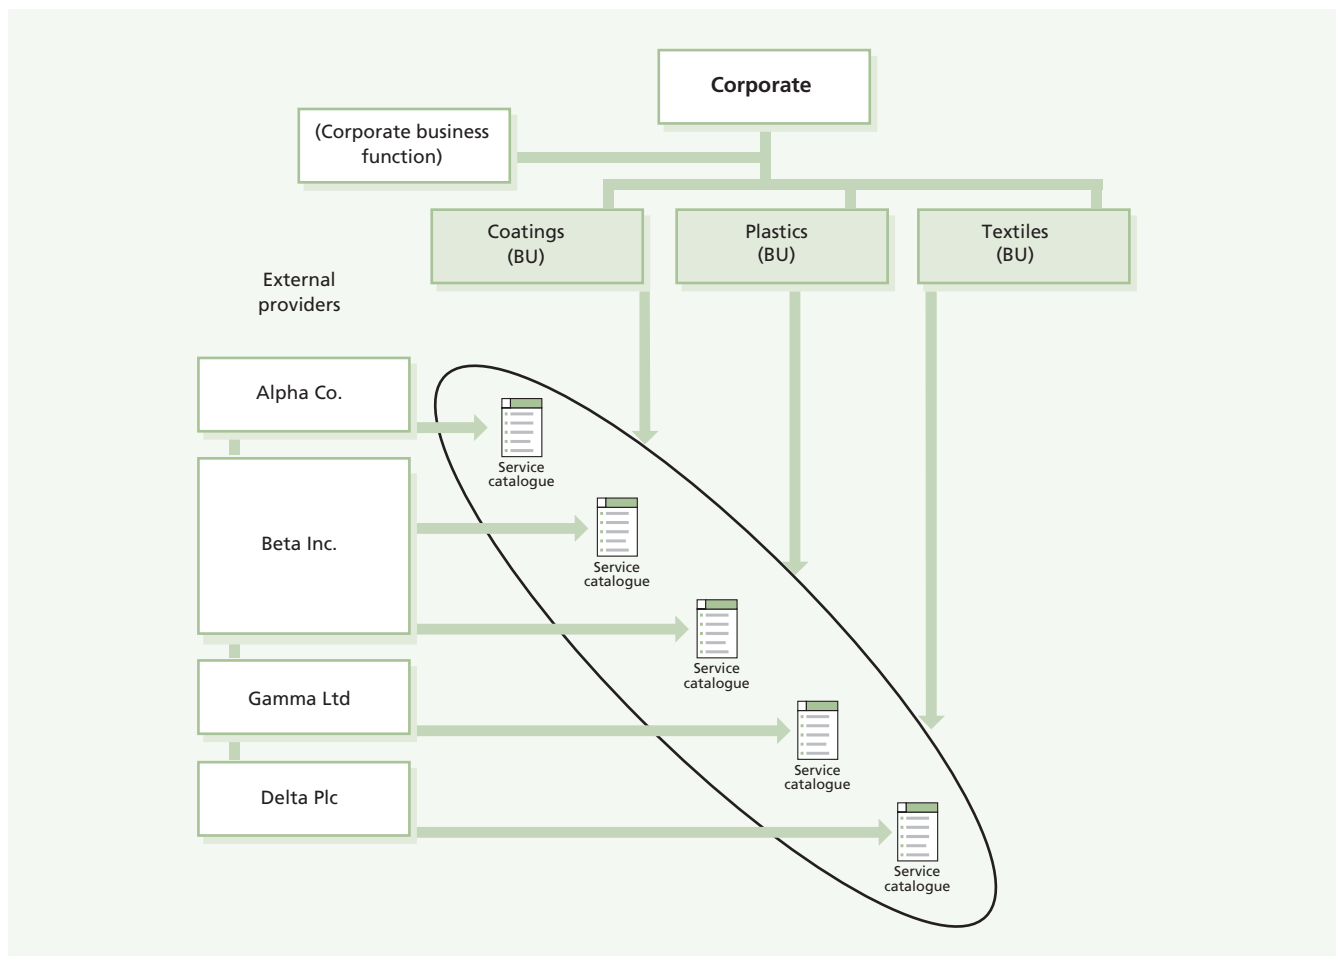 Corporate
(Corporate business
function)
Coatings
(BU)
Plastics
(BU)
Textiles
(BU)
External
providers
Alpha Co.
Service
catalogue
Beta Inc.
Service
catalogue
Service
catalogue
Gamma Ltd
Service
catalogue
Delta Plc
Service
catalogue